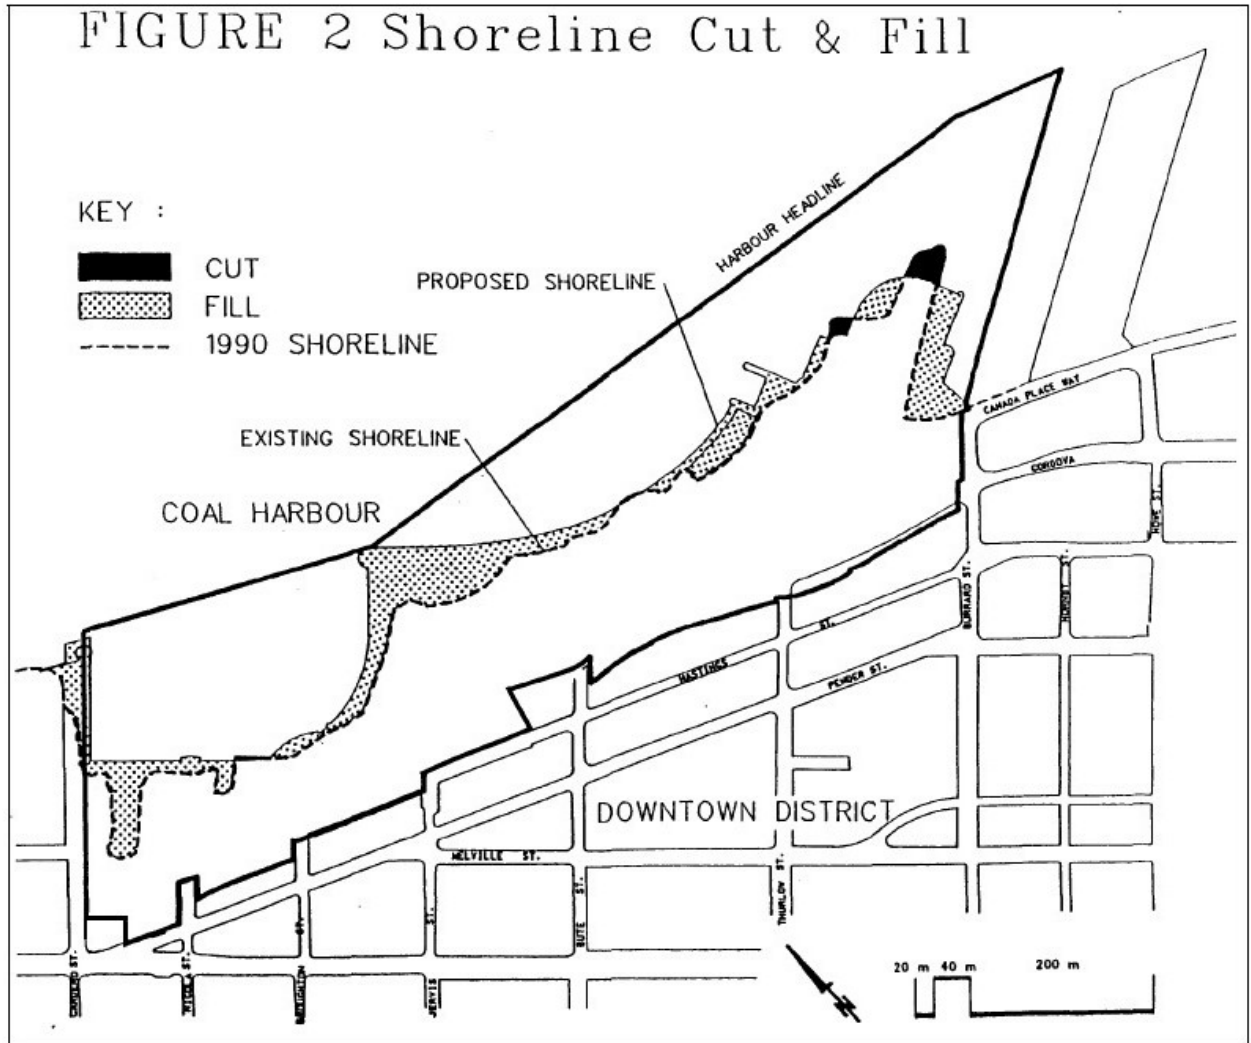 FIGURE 2 Shoreline Cut & Fill
KEY :
CUT
FILL
1990 SHORELINE
HARBOUR HEADLINE
PROPOSED SHORELINE
EXISTING SHORELINE
COAL HARBOUR
CANADA PLACE WAY
CORDOVA
HOWE ST.
BURRARD ST.
HASTINGS ST.
PENDER ST.
DOWNTOWN DISTRICT
MELVILLE ST.
THURLOW ST.
BUTE ST.
JERVIS ST.
ST.
ST.
20 m 40 m 200 m
N